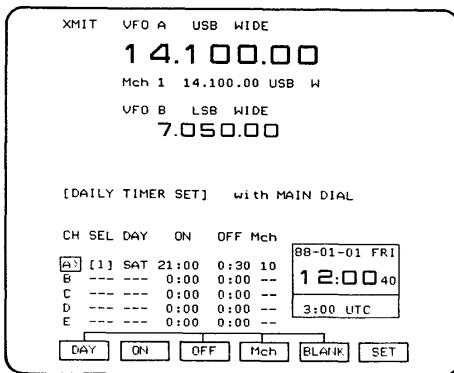 XMIT VFO A USB WIDE
14.100.00
Mch 1 14.100.00 USB W
VFO B LSB WIDE
7.050.00
[DAILY TIMER SET] with MAIN DIAL
CH SEL DAY ON OFF Mch
A> [1] SAT 21:00 0:30 10
B --- --- 0:00 0:00 --
C --- --- 0:00 0:00 --
D --- --- 0:00 0:00 --
E --- --- 0:00 0:00 --
88-01-01 FRI
12:00 40
3:00 UTC
DAY ON OFF Mch BLANK SET